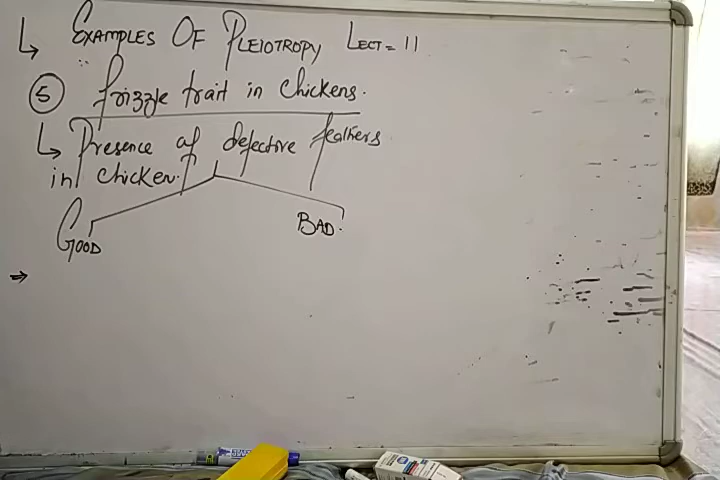 ↳ EXAMPLES OF PLEIOTROPY LECT = 11
⑤ frizzle trait in Chickens.
↳ Presence of defective feathers
in chicken.
GOOD BAD.
⇒